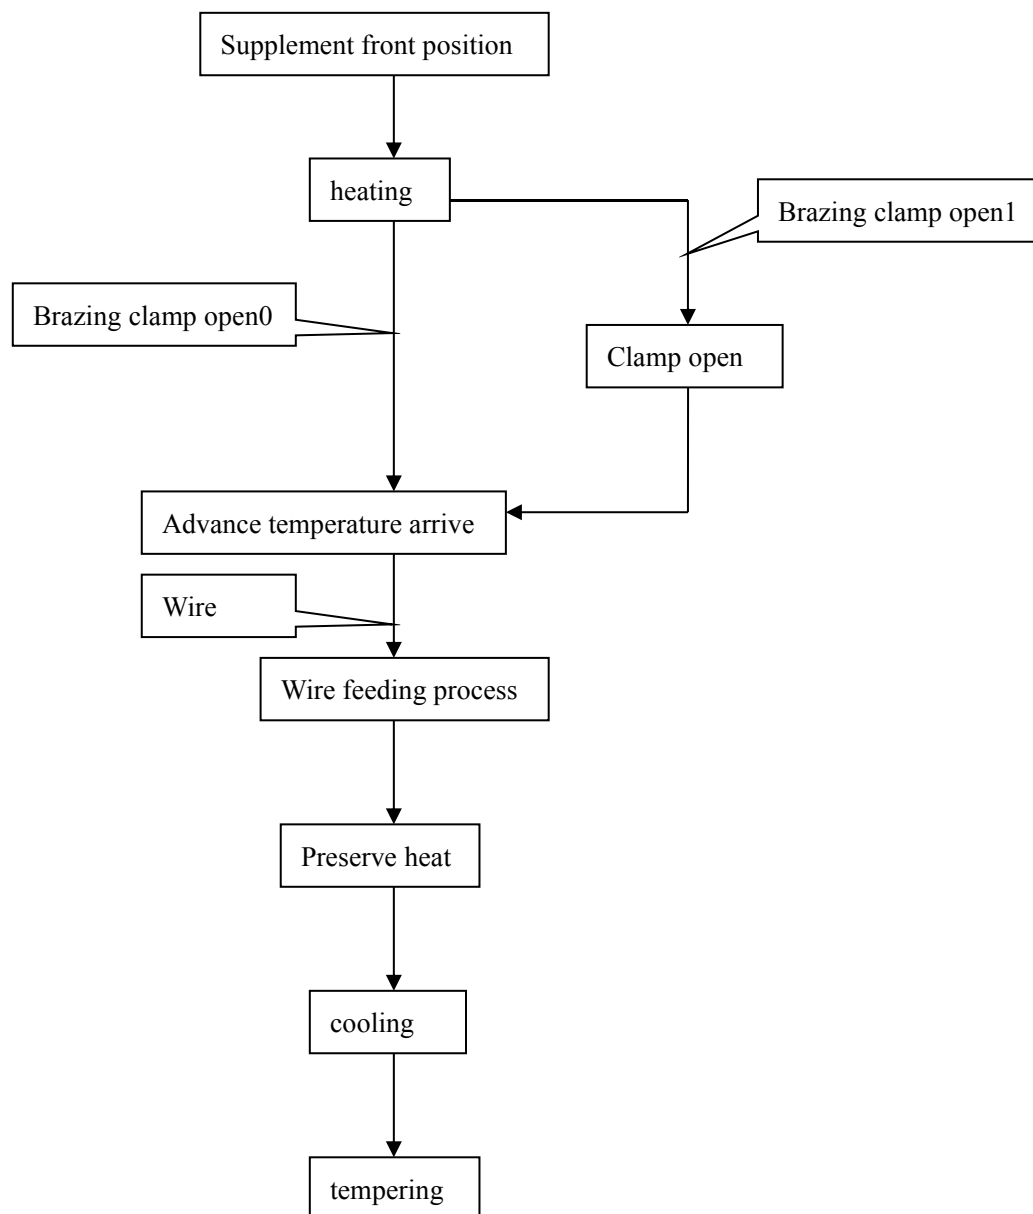 Supplement front position
heating
Brazing clamp open1
Brazing clamp open0
Clamp open
Advance temperature arrive
Wire
Wire feeding process
Preserve heat
cooling
tempering